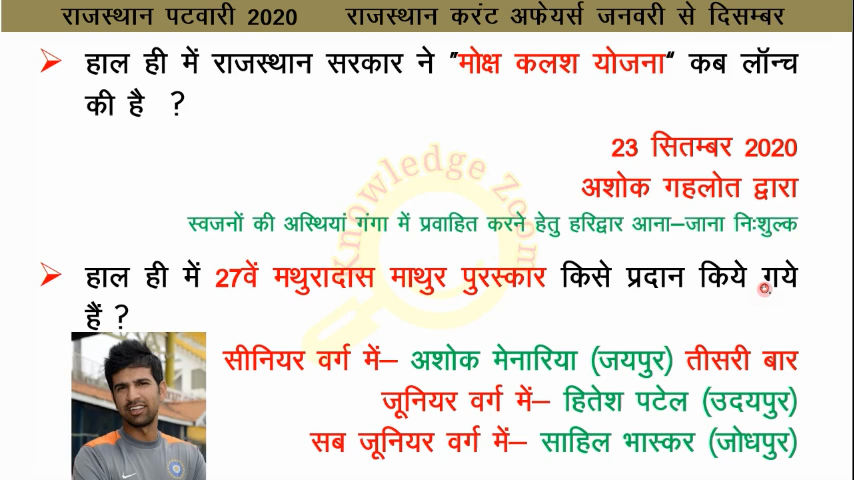 राजस्थान पटवारी 2020 राजस्थान करंट अफेयर्स जनवरी से दिसम्बर
हाल ही में राजस्थान सरकार ने "मोक्ष कलश योजना" कब लॉन्च
की है ?
23 सितम्बर 2020
अशोक गहलोत द्वारा
स्वजनों की अस्थियां गंगा में प्रवाहित करने हेतु हरिद्वार आना–जाना निःशुल्क
Knowledge Zoom
हाल ही में 27वें मथुरादास माथुर पुरस्कार किसे प्रदान किये गये
हैं ?
सीनियर वर्ग में– अशोक मेनारिया (जयपुर) तीसरी बार
जूनियर वर्ग में– हितेश पटेल (उदयपुर)
सब जूनियर वर्ग में– साहिल भास्कर (जोधपुर)